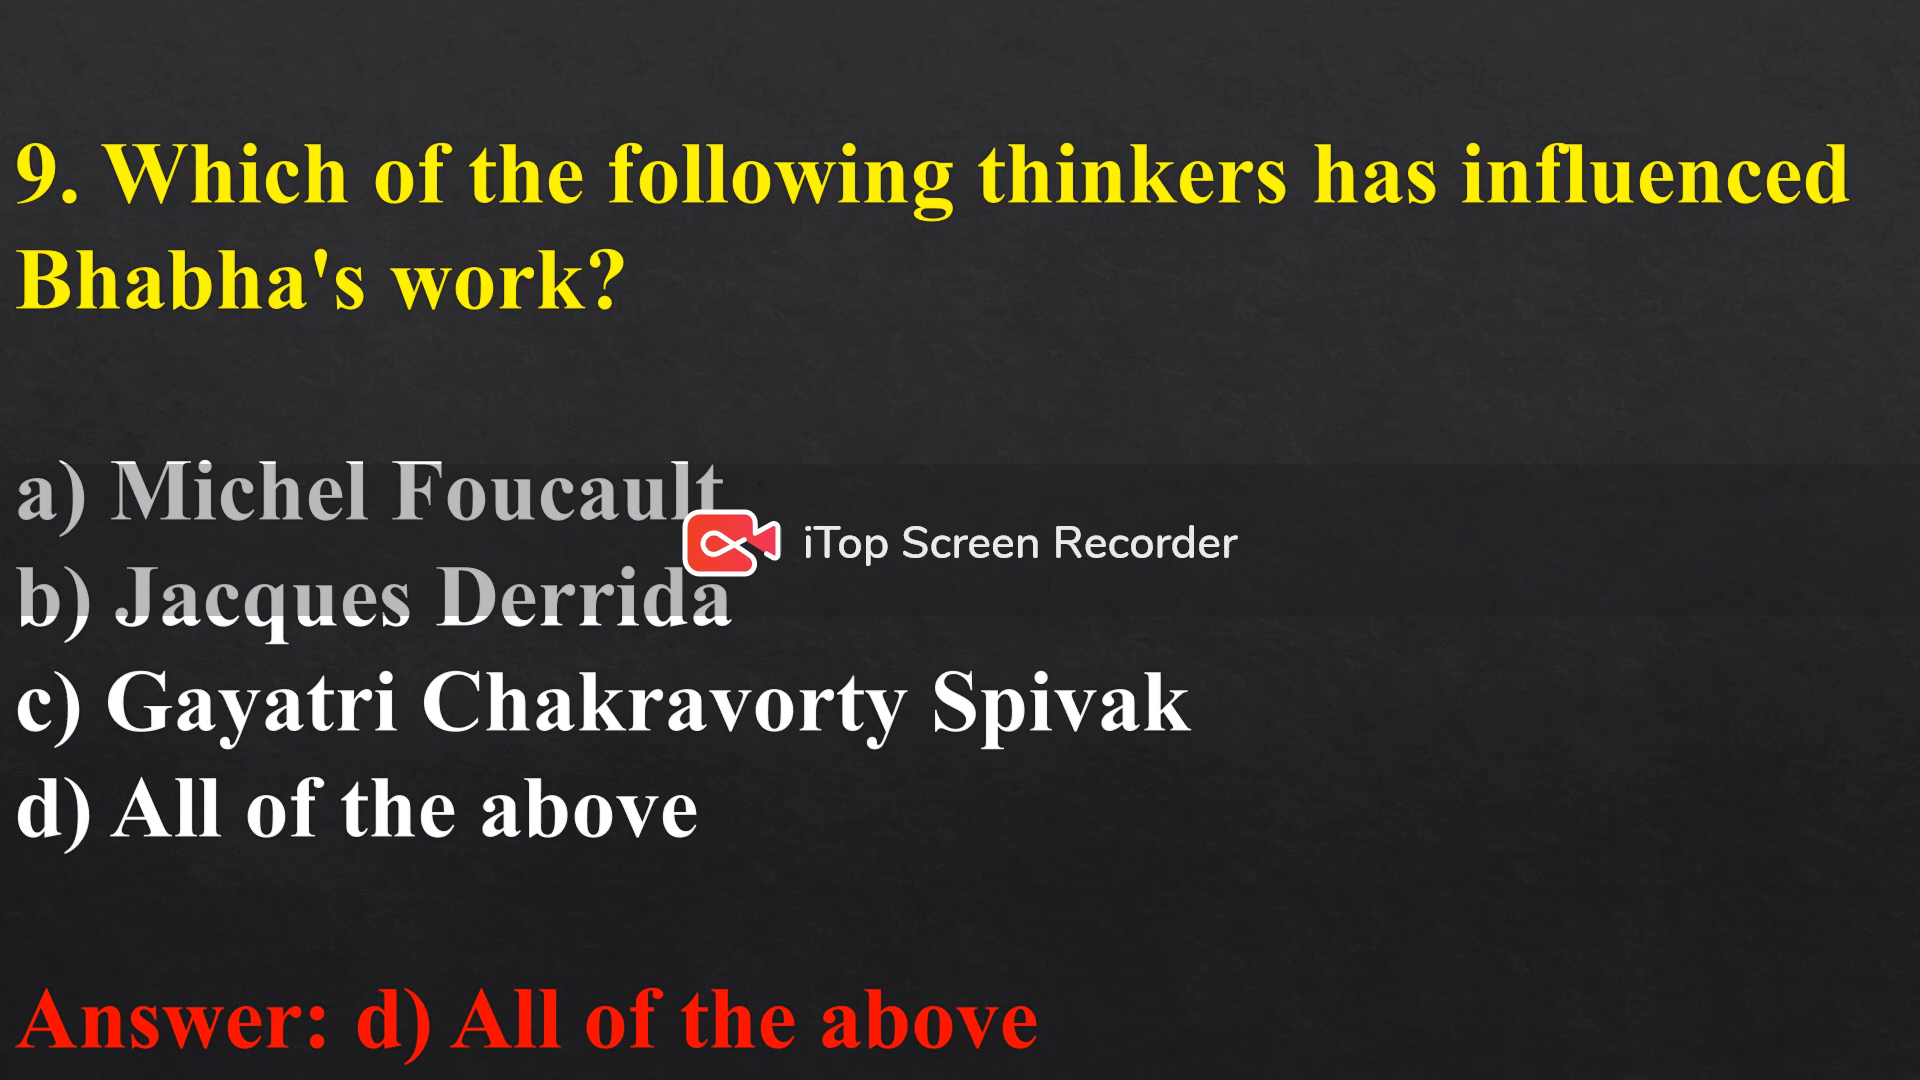 9. Which of the following thinkers has influenced
Bhabha's work?
a) Michel Foucault
iTop Screen Recorder
b) Jacques Derrida
c) Gayatri Chakravorty Spivak
d) All of the above
Answer: d) All of the above